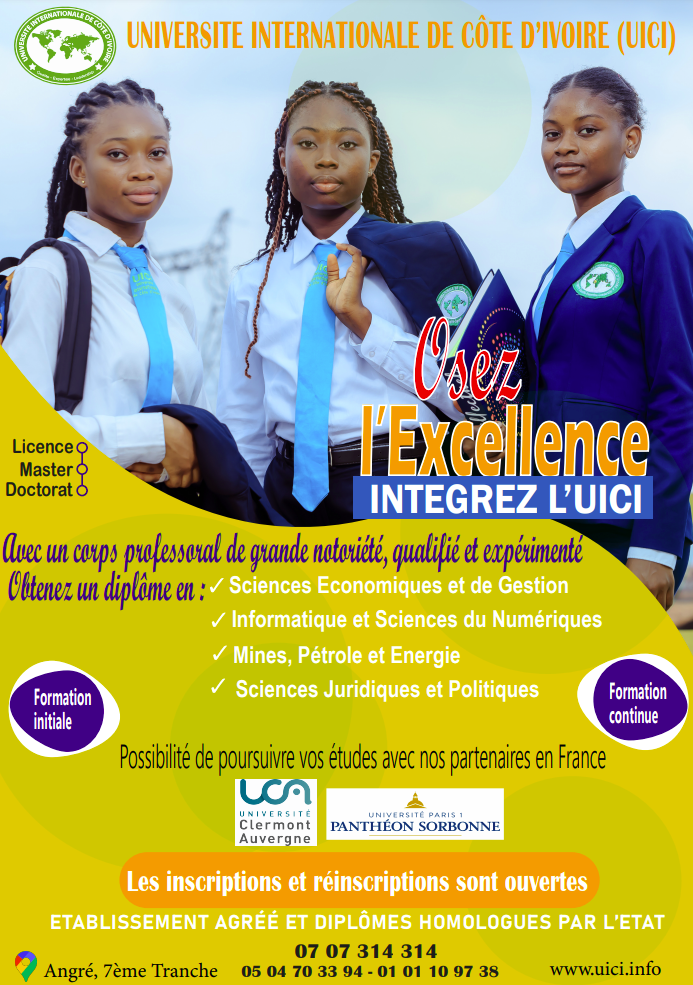 UNIVERSITE INTERNATIONALE DE CÔTE D'IVOIRE (UICI)
UNIVERSITÉ INTERNATIONALE DE CÔTE D'IVOIRE
Osez
l'Excellence
INTEGREZ L'UICI
Licence
Master
Doctorat
Avec un corps professoral de grande notoriété, qualifié et expérimenté
Obtenez un diplôme en :
✓ Sciences Economiques et de Gestion
✓ Informatique et Sciences du Numériques
✓ Mines, Pétrole et Energie
✓ Sciences Juridiques et Politiques
Formation
initiale
Formation
continue
Possibilité de poursuivre vos études avec nos partenaires en France
UCA
UNIVERSITÉ
Clermont
Auvergne
UNIVERSITÉ PARIS 1
PANTHÉON SORBONNE
Les inscriptions et réinscriptions sont ouvertes
ETABLISSEMENT AGRÉÉ ET DIPLÔMES HOMOLOGUES PAR L'ETAT
07 07 314 314
Angré, 7ème Tranche
05 04 70 33 94 - 01 01 10 97 38
www.uici.info